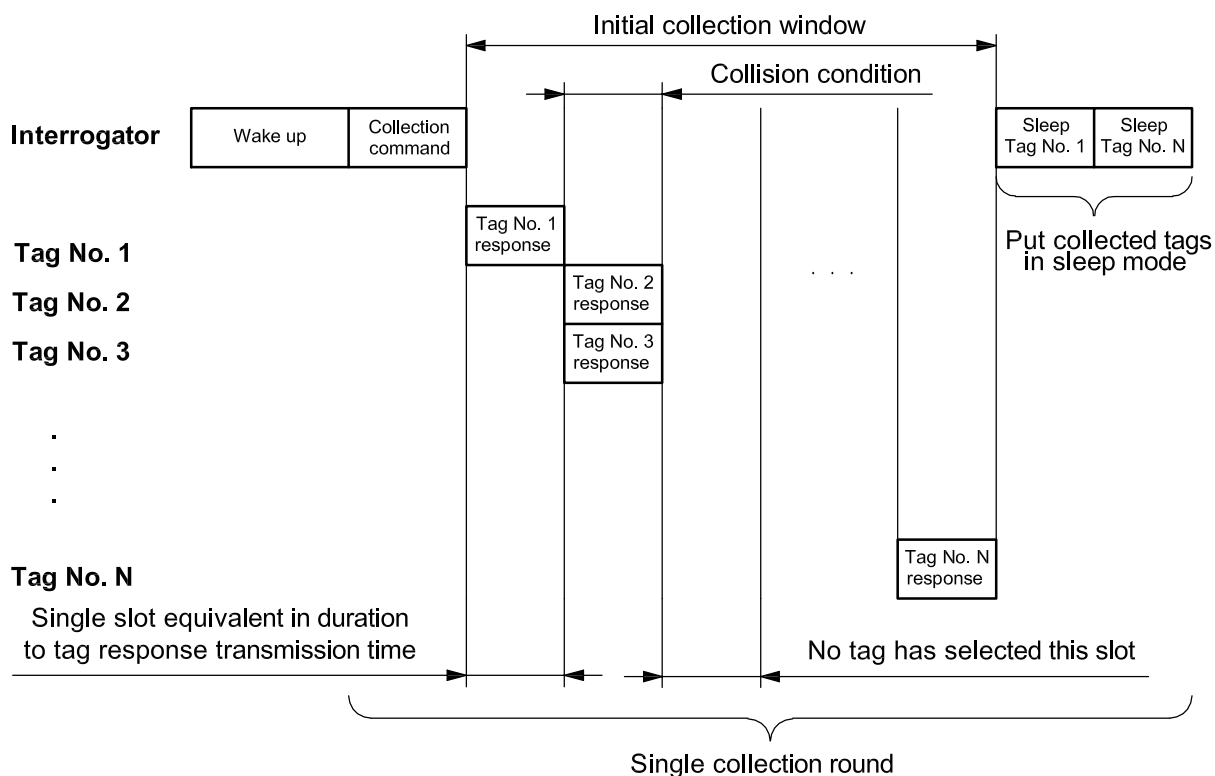 Initial collection window
Collision condition
Interrogator
Wake up
Collection
command
Sleep
Tag No. 1
Sleep
Tag No. N
Tag No. 1
response
Put collected tags
in sleep mode
Tag No. 1
Tag No. 2
response
. . .
Tag No. 2
Tag No. 3
response
Tag No. 3
.
.
.
Tag No. N
response
Tag No. N
Single slot equivalent in duration
to tag response transmission time
No tag has selected this slot
Single collection round